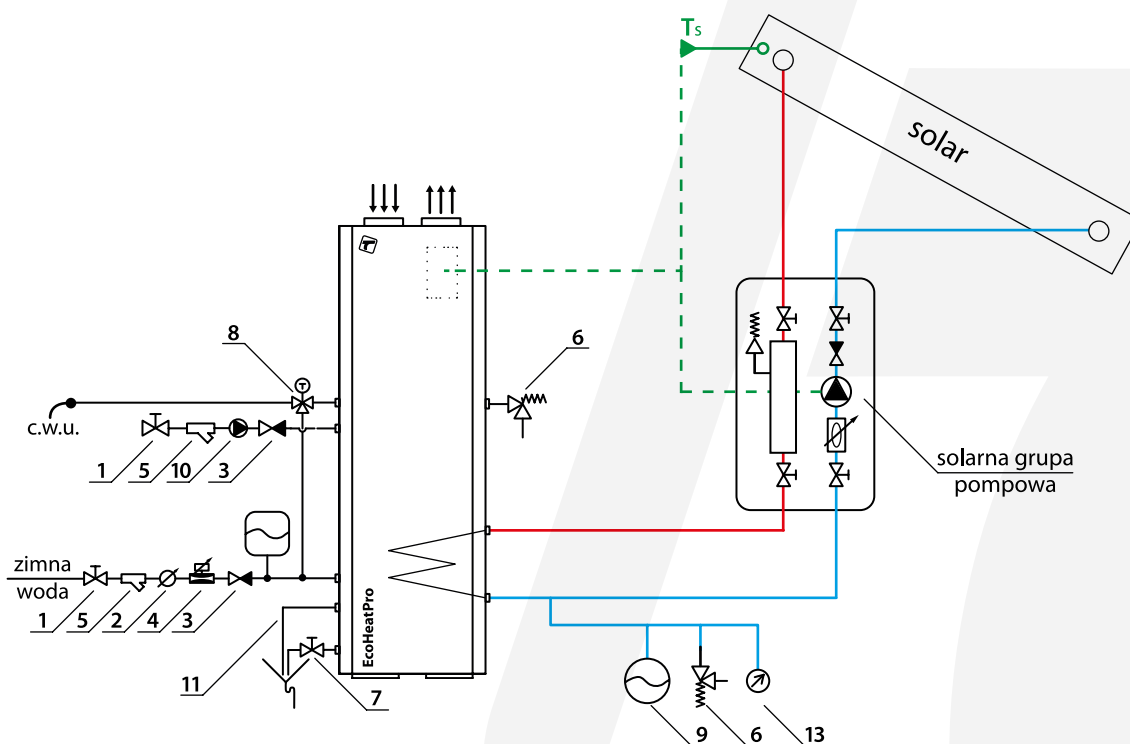 Ts
solar
8
6
c.w.u.
1 5 10 3
solarna grupa
pompowa
zimna
woda
1 5 2 4 3
EcoHeatPro
11
7
9 6 13
T